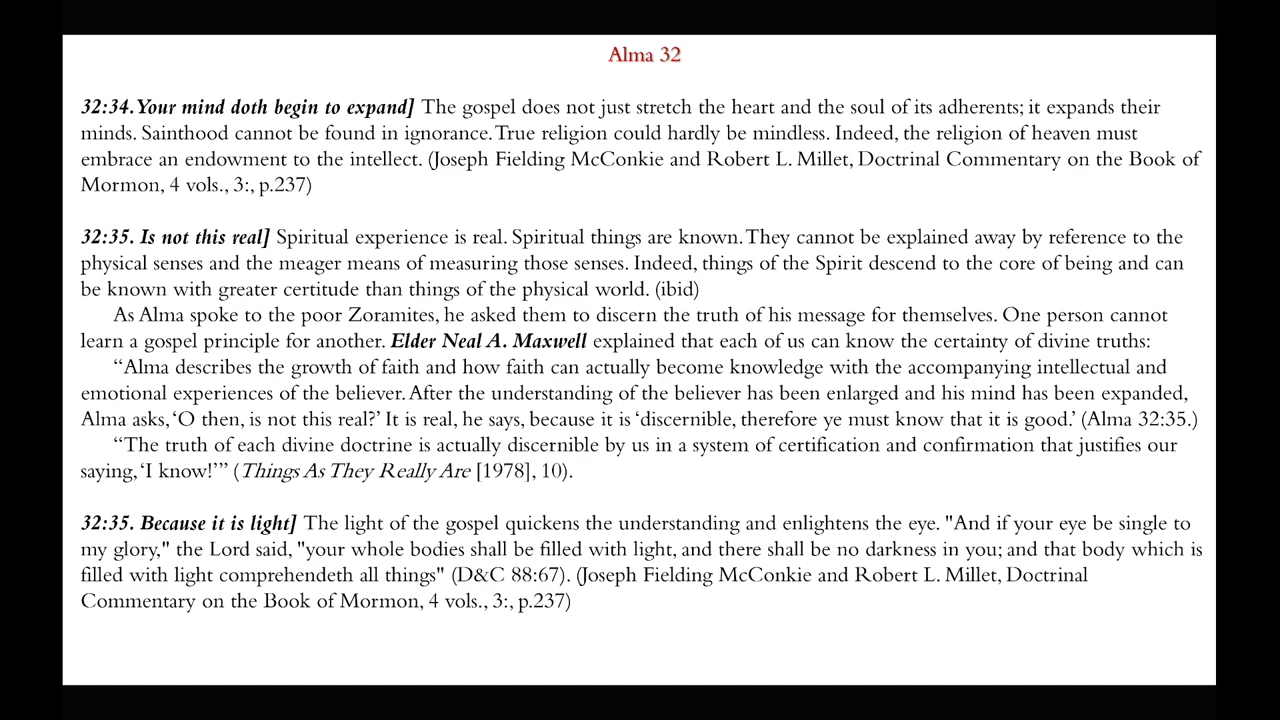 Alma 32
32:34. Your mind doth begin to expand] The gospel does not just stretch the heart and the soul of its adherents; it expands their
minds. Sainthood cannot be found in ignorance. True religion could hardly be mindless. Indeed, the religion of heaven must
embrace an endowment to the intellect. (Joseph Fielding McConkie and Robert L. Millet, Doctrinal Commentary on the Book of
Mormon, 4 vols., 3:, p.237)
32:35. Is not this real] Spiritual experience is real. Spiritual things are known. They cannot be explained away by reference to the
physical senses and the meager means of measuring those senses. Indeed, things of the Spirit descend to the core of being and can
be known with greater certitude than things of the physical world. (ibid)
As Alma spoke to the poor Zoramites, he asked them to discern the truth of his message for themselves. One person cannot
learn a gospel principle for another. Elder Neal A. Maxwell explained that each of us can know the certainty of divine truths:
“Alma describes the growth of faith and how faith can actually become knowledge with the accompanying intellectual and
emotional experiences of the believer. After the understanding of the believer has been enlarged and his mind has been expanded,
Alma asks, ‘O then, is not this real?’ It is real, he says, because it is ‘discernible, therefore ye must know that it is good.’ (Alma 32:35.)
“The truth of each divine doctrine is actually discernible by us in a system of certification and confirmation that justifies our
saying, ‘I know!’” (Things As They Really Are [1978], 10).
32:35. Because it is light] The light of the gospel quickens the understanding and enlightens the eye. "And if your eye be single to
my glory," the Lord said, "your whole bodies shall be filled with light, and there shall be no darkness in you; and that body which is
filled with light comprehendeth all things" (D&C 88:67). (Joseph Fielding McConkie and Robert L. Millet, Doctrinal
Commentary on the Book of Mormon, 4 vols., 3:, p.237)